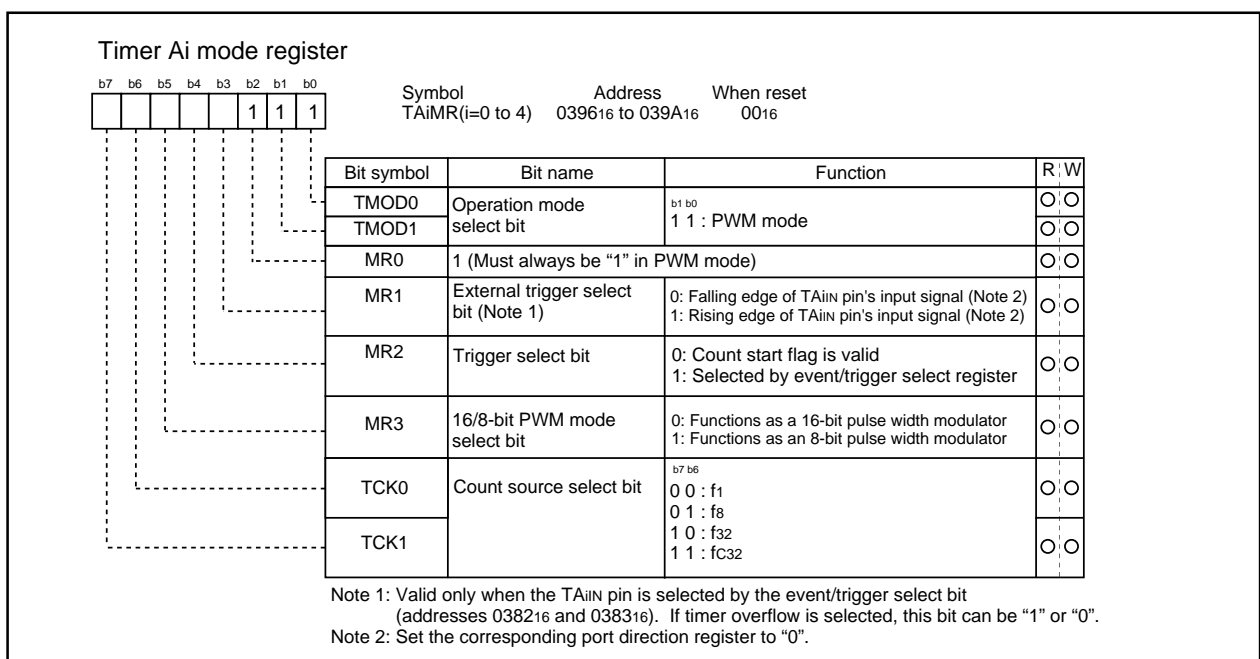 Timer Ai mode register
b7 b6 b5 b4 b3 b2 b1 b0
1 1 1
Symbol Address When reset
TAiMR(i=0 to 4) 039616 to 039A16 0016
Bit symbol Bit name Function R W
TMOD0 Operation mode select bit b1 b0
TMOD1 1 1 : PWM mode
MR0 1 (Must always be “1” in PWM mode)
MR1 External trigger select bit (Note 1) 0: Falling edge of TAiIN pin's input signal (Note 2)
1: Rising edge of TAiIN pin's input signal (Note 2)
MR2 Trigger select bit 0: Count start flag is valid
1: Selected by event/trigger select register
MR3 16/8-bit PWM mode select bit 0: Functions as a 16-bit pulse width modulator
1: Functions as an 8-bit pulse width modulator
b7 b6
TCK0 Count source select bit 0 0 : f1
0 1 : f8
TCK1 1 0 : f32
1 1 : fC32
Note 1: Valid only when the TAiIN pin is selected by the event/trigger select bit
(addresses 038216 and 038316). If timer overflow is selected, this bit can be “1” or “0”.
Note 2: Set the corresponding port direction register to “0”.